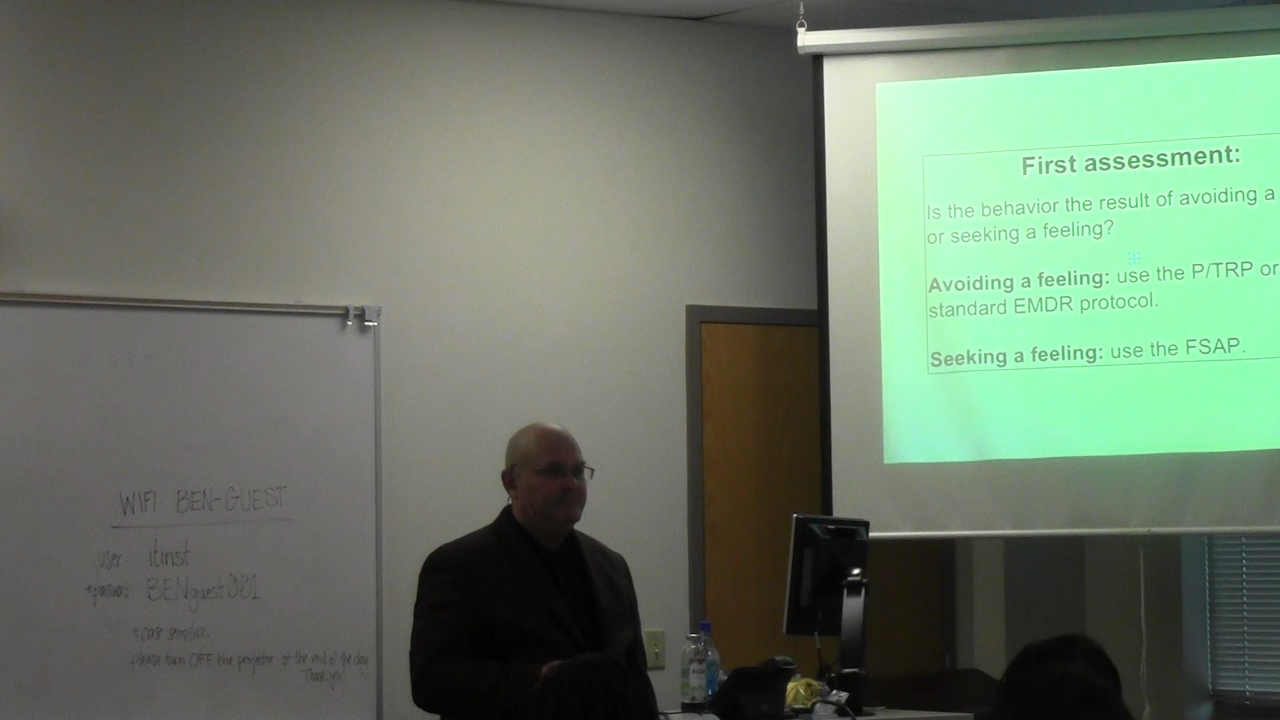 WIFI: BEN-GUEST
user: itinst
BENguest001
*case sensitive
please turn OFF the projector at the end of the day
"Thank you"
First assessment:
Is the behavior the result of avoiding a
or seeking a feeling?
Avoiding a feeling: use the P/TRP or
standard EMDR protocol.
Seeking a feeling: use the FSAP.